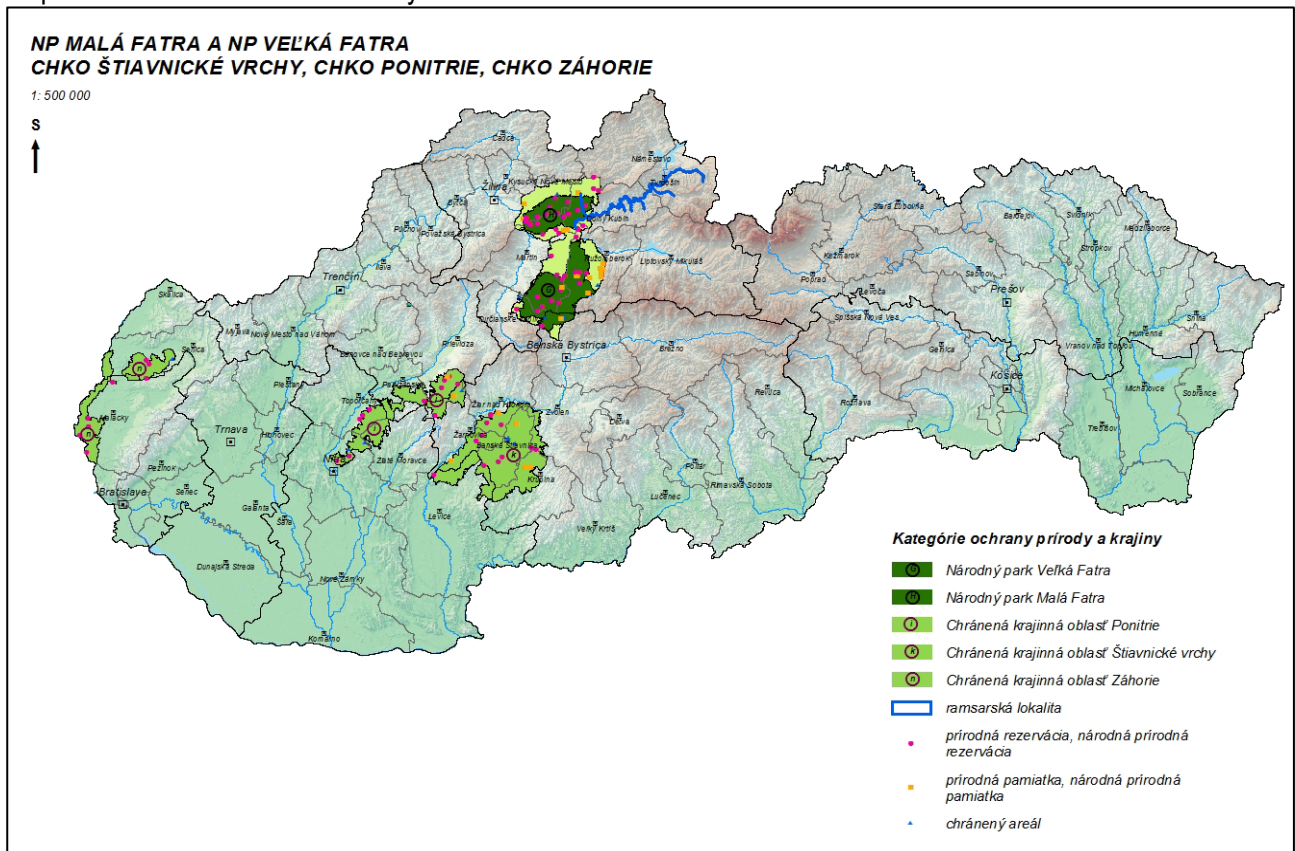 NP MALÁ FATRA A NP VEĽKÁ FATRA
CHKO ŠTIAVNICKÉ VRCHY, CHKO PONITRIE, CHKO ZÁHORIE
1: 500 000
S
Čadca
Námestovo
Kysucké Nové Mesto
Žilina
Bytča
Dolný Kubín
Stará Ľubovňa
Bardejov
Svidník
Medzilaborce
Púchov
Považská Bystrica
Stropkov
Martin
Ružomberok
Liptovský Mikuláš
Kežmarok
Sabinov
Ilava
Trenčín
Poprad
Levoča
Prešov
Skalica
Turčianske
Spišská Nová Ves
Snina
Myjava
Nové Mesto nad Váhom
Humenné
Senica
Bánovce nad Bebravou
Prievidza
Banská Bystrica
Brezno
Gelnica
Vranov nad Topľou
Piešťany
Partizánske
Košice
Michalovce
Sobrance
Topoľčany
Žiar nad Hronom
Revúca
Rožňava
Malacky
Zvolen
Detva
Trnava
Hlohovec
Žarnovica
Banská Štiavnica
Trebišov
Pezinok
Nitra
Zlaté Moravce
Krupina
Poltár
Rimavská Sobota
Bratislava
Senec
Galanta
Lučenec
Šaľa
Levice
Veľký Krtíš
Dunajská Streda
Nové Zámky
Komárno
Kategórie ochrany prírody a krajiny
G Národný park Veľká Fatra
H Národný park Malá Fatra
i Chránená krajinná oblasť Ponitrie
k Chránená krajinná oblasť Štiavnické vrchy
n Chránená krajinná oblasť Záhorie
ramsarská lokalita
prírodná rezervácia, národná prírodná
rezervácia
prírodná pamiatka, národná prírodná
pamiatka
chránený areál